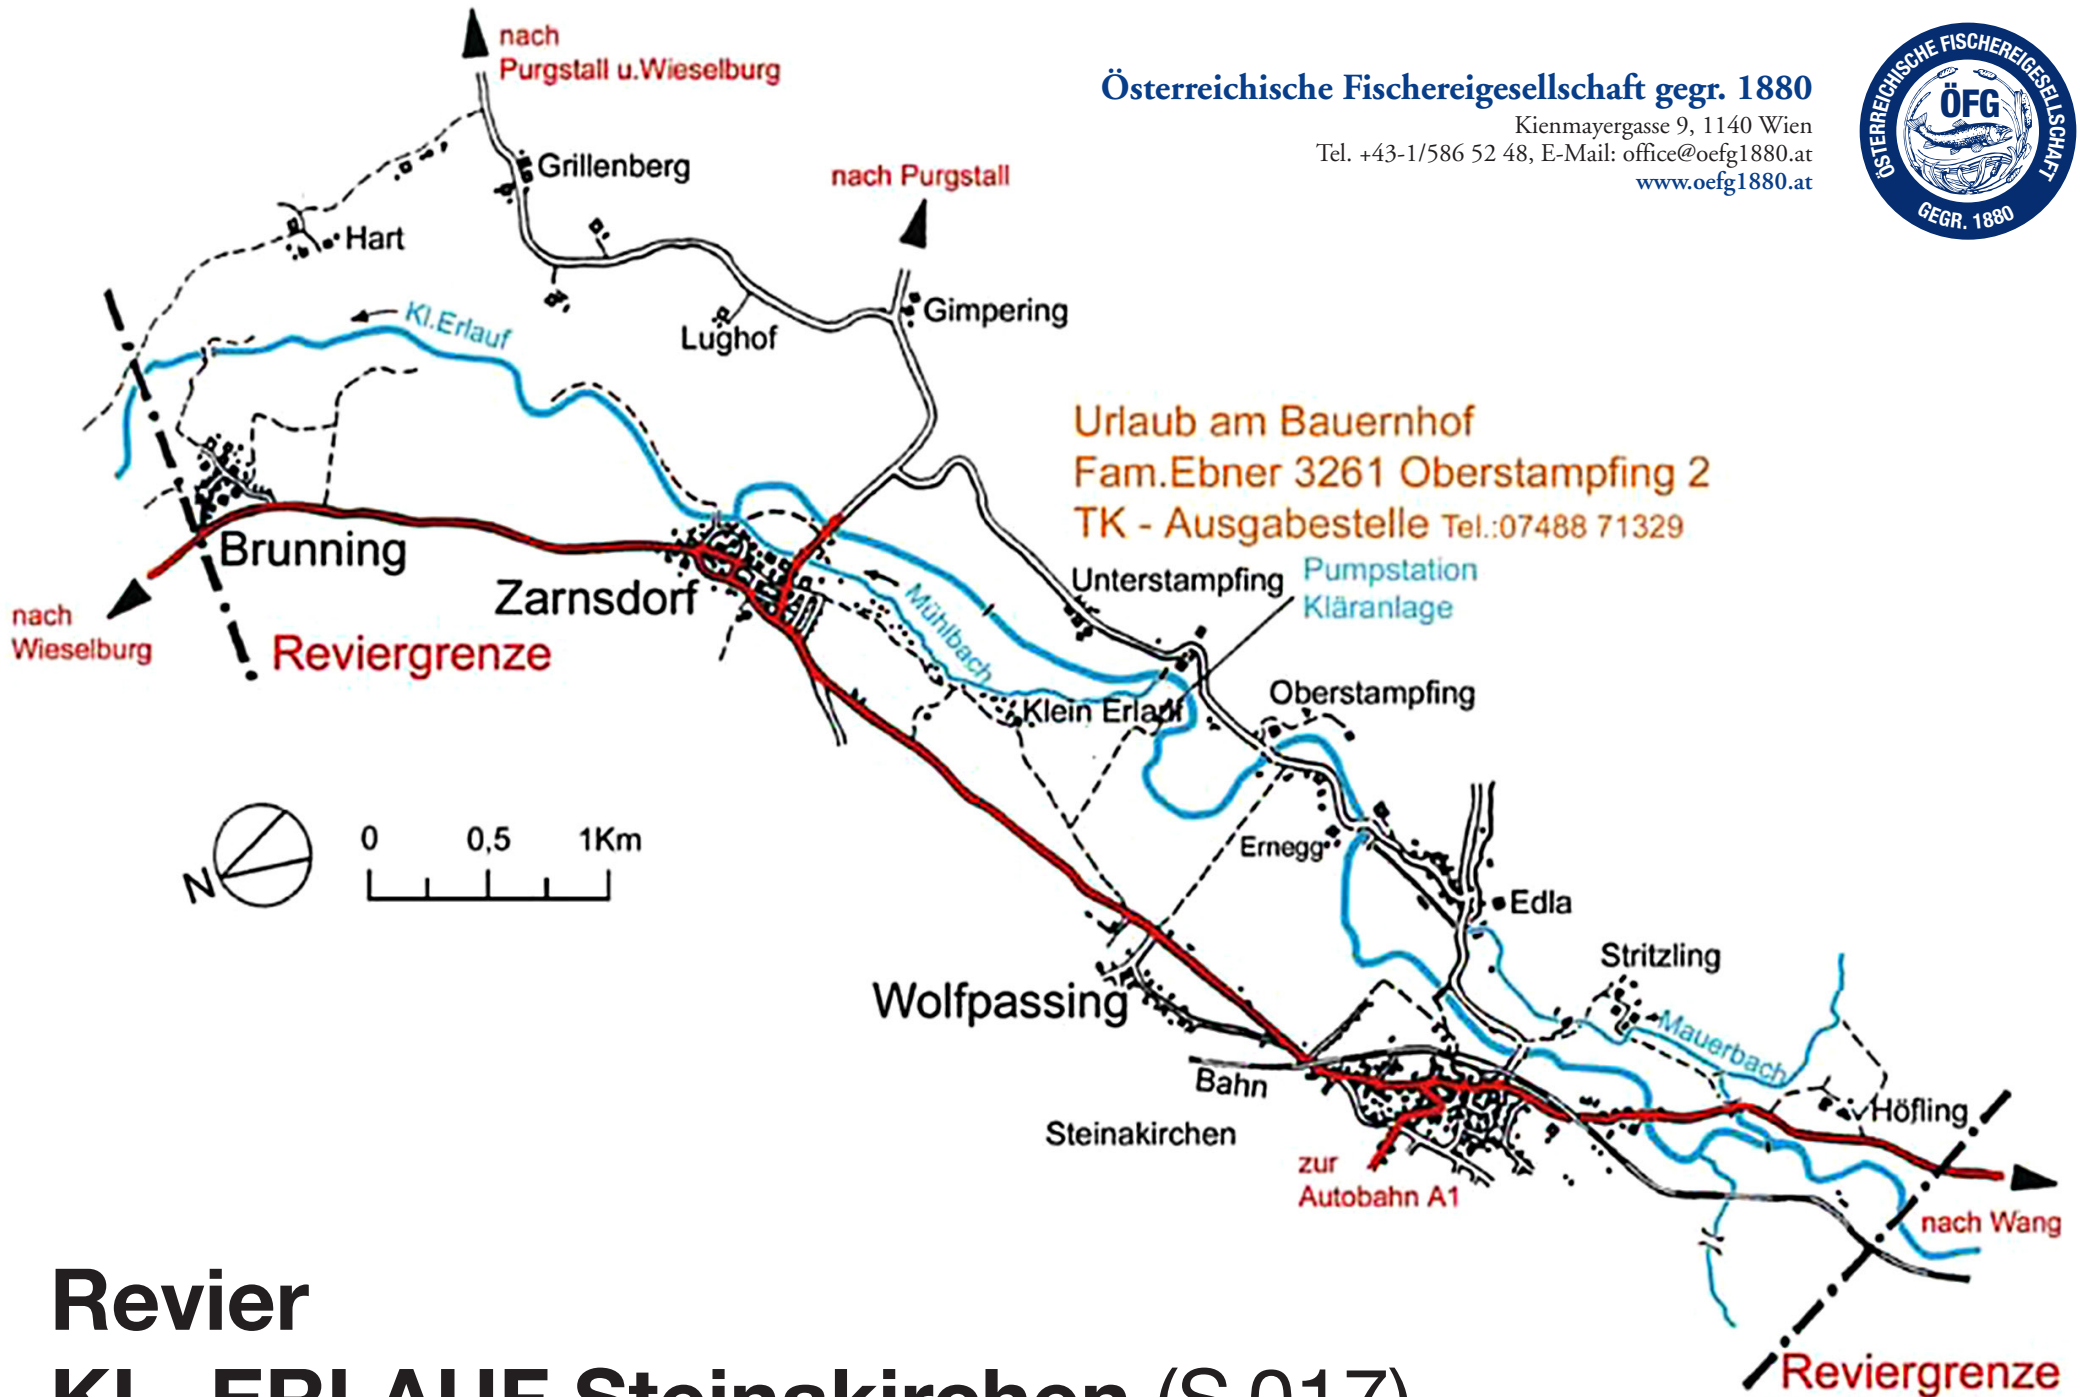 nach
Purgstall u.Wieselburg
Österreichische Fischereigesellschaft gegr. 1880
Kienmayergasse 9, 1140 Wien
Tel. +43-1/586 52 48, E-Mail: office@oefg1880.at
www.oefg1880.at
ÖSTERREICHISCHE FISCHEREIGESELLSCHAFT
ÖFG
GEGR. 1880
Grillenberg
nach Purgstall
Hart
Kl.Erlauf
Lughof
Gimpering
Urlaub am Bauernhof
Fam.Ebner 3261 Oberstampfing 2
TK - Ausgabestelle Tel.:07488 71329
Brunning
Zarnsdorf
Unterstampfing
Pumpstation
Kläranlage
nach
Wieselburg
Reviergrenze
Mühlbach
Klein Erlauf
Oberstampfing
N
0 0,5 1Km
Ernegg
Edla
Wolfpassing
Stritzling
Mauerbach
Bahn
Höfling
Steinakirchen
zur
Autobahn A1
nach Wang
Revier
KL. ERLAUF Steinakirchen (S 017)
Reviergrenze